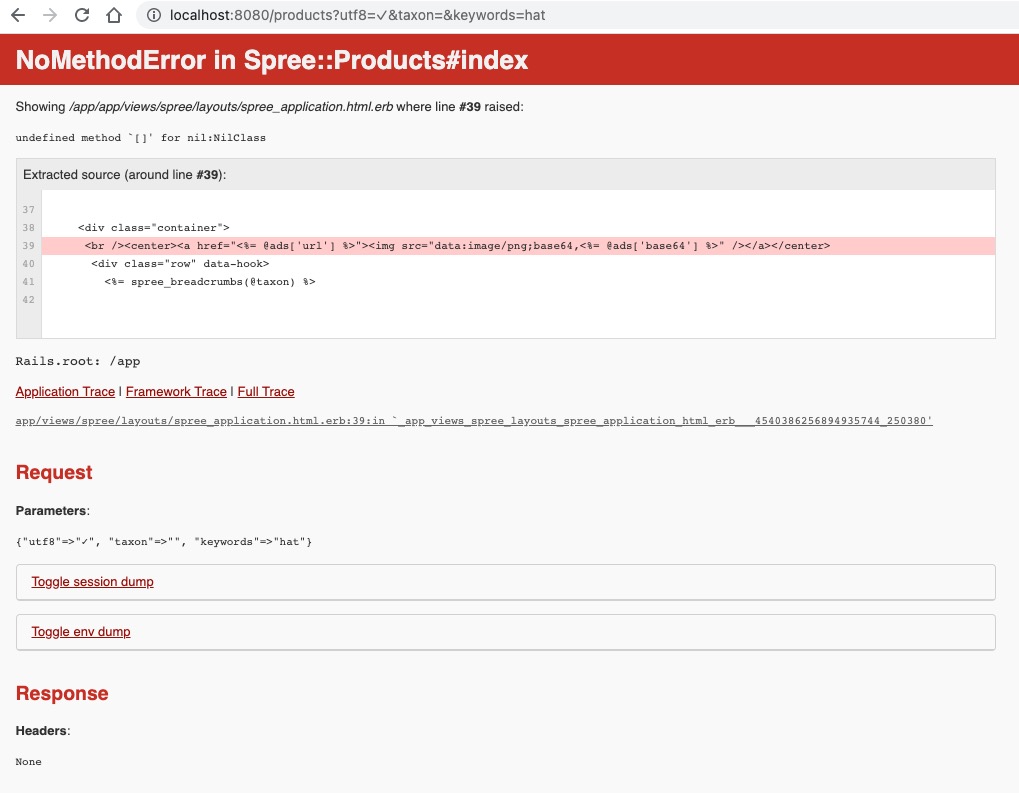 localhost:8080/products?utf8=✓&taxon=&keywords=hat
NoMethodError in Spree::Products#index
Showing /app/app/views/spree/layouts/spree_application.html.erb where line #39 raised:
undefined method `[]' for nil:NilClass
Extracted source (around line #39):
37
38 <div class="container">
39 <br /><center><a href="<%= @ads['url'] %>"><img src="data:image/png;base64,<%= @ads['base64'] %>" /></a></center>
40 <div class="row" data-hook>
41 <%= spree_breadcrumbs(@taxon) %>
42
Rails.root: /app
Application Trace | Framework Trace | Full Trace
app/views/spree/layouts/spree_application.html.erb:39:in `_app_views_spree_layouts_spree_application_html_erb___4540386256894935744_250380'
Request
Parameters:
{"utf8"=>"✓", "taxon"=>"", "keywords"=>"hat"}
Toggle session dump
Toggle env dump
Response
Headers:
None